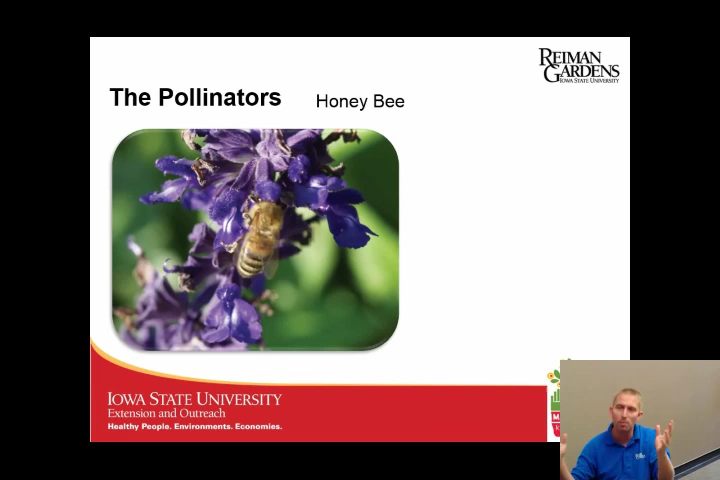 REIMAN
GARDENS
IOWA STATE UNIVERSITY
The Pollinators Honey Bee
IOWA STATE UNIVERSITY
Extension and Outreach
Healthy People. Environments. Economies.